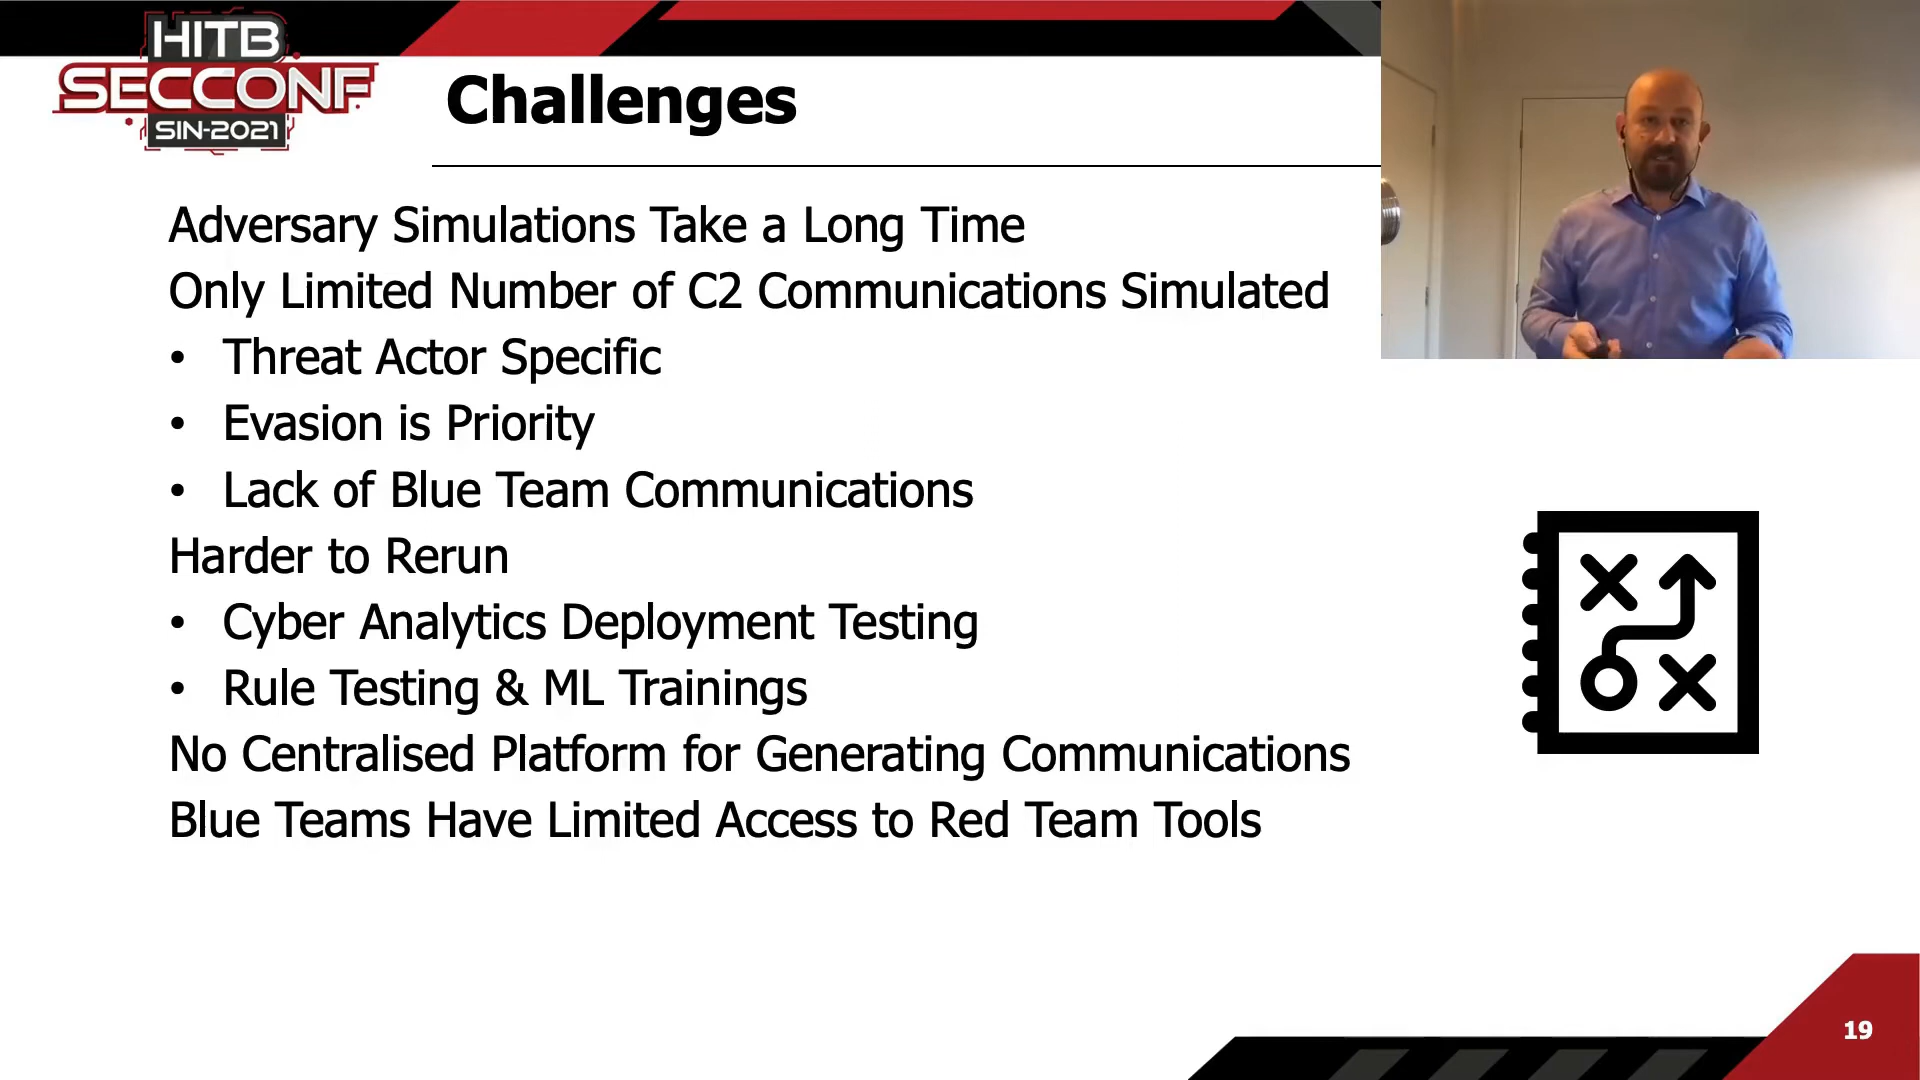 HITB
SECCONF
SIN-2021
Challenges
Adversary Simulations Take a Long Time
Only Limited Number of C2 Communications Simulated
• Threat Actor Specific
• Evasion is Priority
• Lack of Blue Team Communications
Harder to Rerun
• Cyber Analytics Deployment Testing
• Rule Testing & ML Trainings
No Centralised Platform for Generating Communications
Blue Teams Have Limited Access to Red Team Tools
19